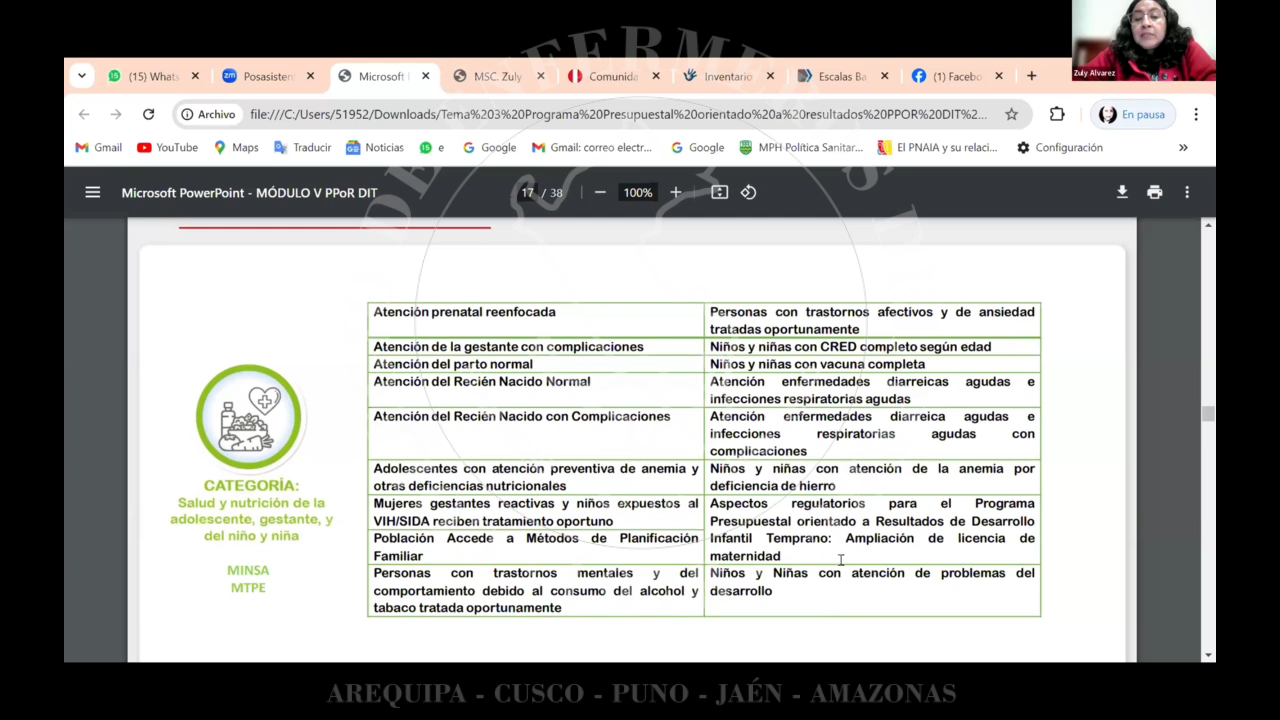 DE ENFERMERAS D
Zuly Alvarez
(15) Whats
Posasisten
Microsoft
MSC. Zuly
Comunida
Inventario
Escalas Ba
(1) Facebo
Archivo
file:///C:/Users/51952/Downloads/Tema%203%20Programa%20Presupuestal%20orientado%20a%20resultados%20PPOR%20DIT%2...
En pausa
Gmail
YouTube
Maps
Traducir
Noticias
e
Google
Gmail: correo electr...
Google
MPH Política Sanitar...
El PNAIA y su relaci...
Configuración
Microsoft PowerPoint - MÓDULO V PPoR DIT
17 / 38
100%
Atención prenatal reenfocada
Personas con trastornos afectivos y de ansiedad
tratadas oportunamente
Atención de la gestante con complicaciones
Niños y niñas con CRED completo según edad
Atención del parto normal
Niños y niñas con vacuna completa
Atención del Recién Nacido Normal
Atención enfermedades diarreicas agudas e
infecciones respiratorias agudas
Atención del Recién Nacido con Complicaciones
Atención enfermedades diarreica agudas e
infecciones respiratorias agudas con
complicaciones
Adolescentes con atención preventiva de anemia y
otras deficiencias nutricionales
Niños y niñas con atención de la anemia por
deficiencia de hierro
Mujeres gestantes reactivas y niños expuestos al
VIH/SIDA reciben tratamiento oportuno
Población Accede a Métodos de Planificación
Familiar
Aspectos regulatorios para el Programa
Presupuestal orientado a Resultados de Desarrollo
Infantil Temprano: Ampliación de licencia de
maternidad
Personas con trastornos mentales y del
comportamiento debido al consumo del alcohol y
tabaco tratada oportunamente
Niños y Niñas con atención de problemas del
desarrollo
CATEGORÍA:
Salud y nutrición de la
adolescente, gestante, y
del niño y niña
MINSA
MTPE
AREQUIPA - CUSCO - PUNO - JAÉN - AMAZONAS